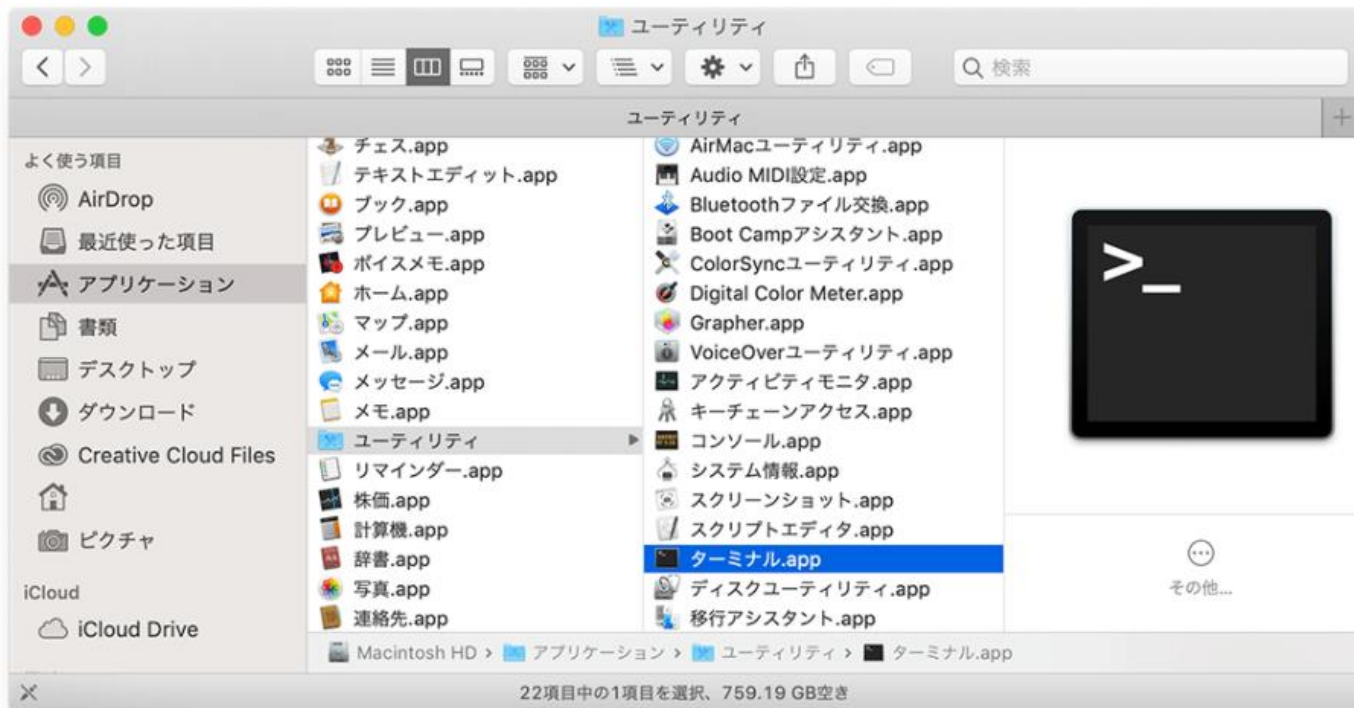 ユーティリティ
検索
ユーティリティ
よく使う項目
AirDrop
最近使った項目
アプリケーション
書類
デスクトップ
ダウンロード
Creative Cloud Files
ピクチャ
iCloud
iCloud Drive
チェス.app
テキストエディット.app
ブック.app
プレビュー.app
ボイスメモ.app
ホーム.app
マップ.app
メール.app
メッセージ.app
メモ.app
ユーティリティ
リマインダー.app
株価.app
計算機.app
辞書.app
写真.app
連絡先.app
AirMacユーティリティ.app
Audio MIDI設定.app
Bluetoothファイル交換.app
Boot Campアシスタント.app
ColorSyncユーティリティ.app
Digital Color Meter.app
Grapher.app
VoiceOverユーティリティ.app
アクティビティモニタ.app
キーチェーンアクセス.app
コンソール.app
システム情報.app
スクリーンショット.app
スクリプトエディタ.app
ターミナル.app
ディスクユーティリティ.app
移行アシスタント.app
>_
その他...
Macintosh HD › アプリケーション › ユーティリティ › ターミナル.app
22項目中の1項目を選択、759.19 GB空き